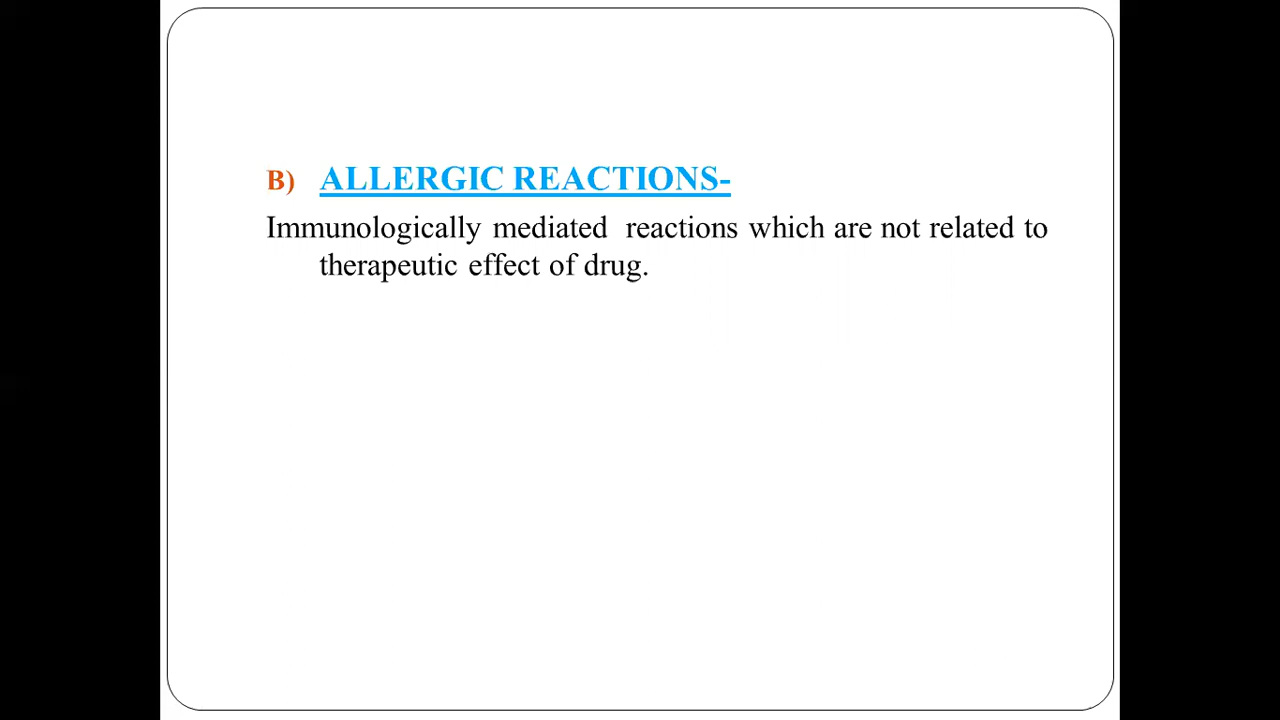 B) ALLERGIC REACTIONS-
Immunologically mediated reactions which are not related to
therapeutic effect of drug.